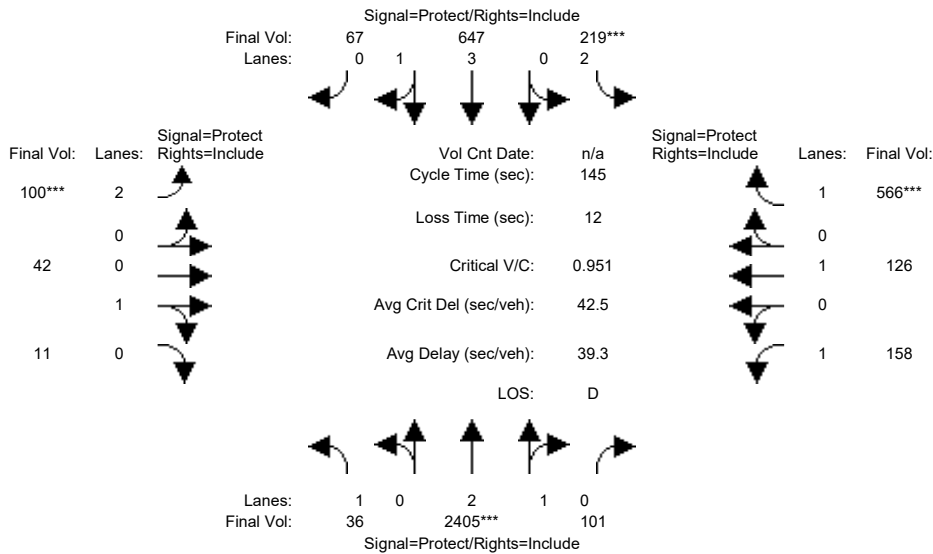 Signal=Protect/Rights=Include
Final Vol: 67 647 219***
Lanes: 0 1 3 0 2
Signal=Protect Signal=Protect
Final Vol: Lanes: Rights=Include Vol Cnt Date: n/a Rights=Include Lanes: Final Vol:
Cycle Time (sec): 145
100*** 2 1 566***
Loss Time (sec): 12
0 0
42 0 Critical V/C: 0.951 1 126
1 Avg Crit Del (sec/veh): 42.5 0
11 0 Avg Delay (sec/veh): 39.3 1 158
LOS: D
Lanes: 1 0 2 1 0
Final Vol: 36 2405*** 101
Signal=Protect/Rights=Include